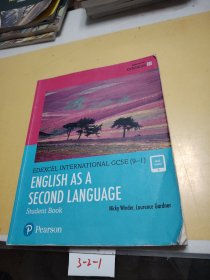 EDEXCEL INTERNATIONAL GCSE (9–1)
ENGLISH AS A
SECOND LANGUAGE
Student Book
Nicky Winder, Laurence Gardner
Pearson
3-2-1